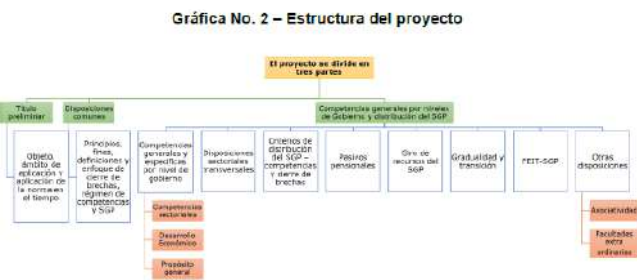 Gráfica No. 2 – Estructura del proyecto
El proyecto se divide en
tres partes
Título
preliminar
Disposiciones
comunes
Competencias generales por niveles
de Gobierno y distribución del SGP
Objeto,
ámbito de
aplicación y
aplicación de
la norma en
el tiempo
Principios,
fines,
definiciones y
enfoque de
cierre de
brechas,
régimen de
competencias
y SGP
Competencias
generales y
específicas
por nivel de
gobierno
Disposiciones
sectoriales
transversales
Criterios de
distribución
del SGP –
competencias
y cierre de
brechas
Pasivos
pensionales
Giro de
recursos del
SGP
Gradualidad y
transición
FEIT-SGP
Otras
disposiciones
Competencias
sectoriales
Desarrollo
Económico
Propósito
general
Asociatividad
Facultades
extra
ordinarias